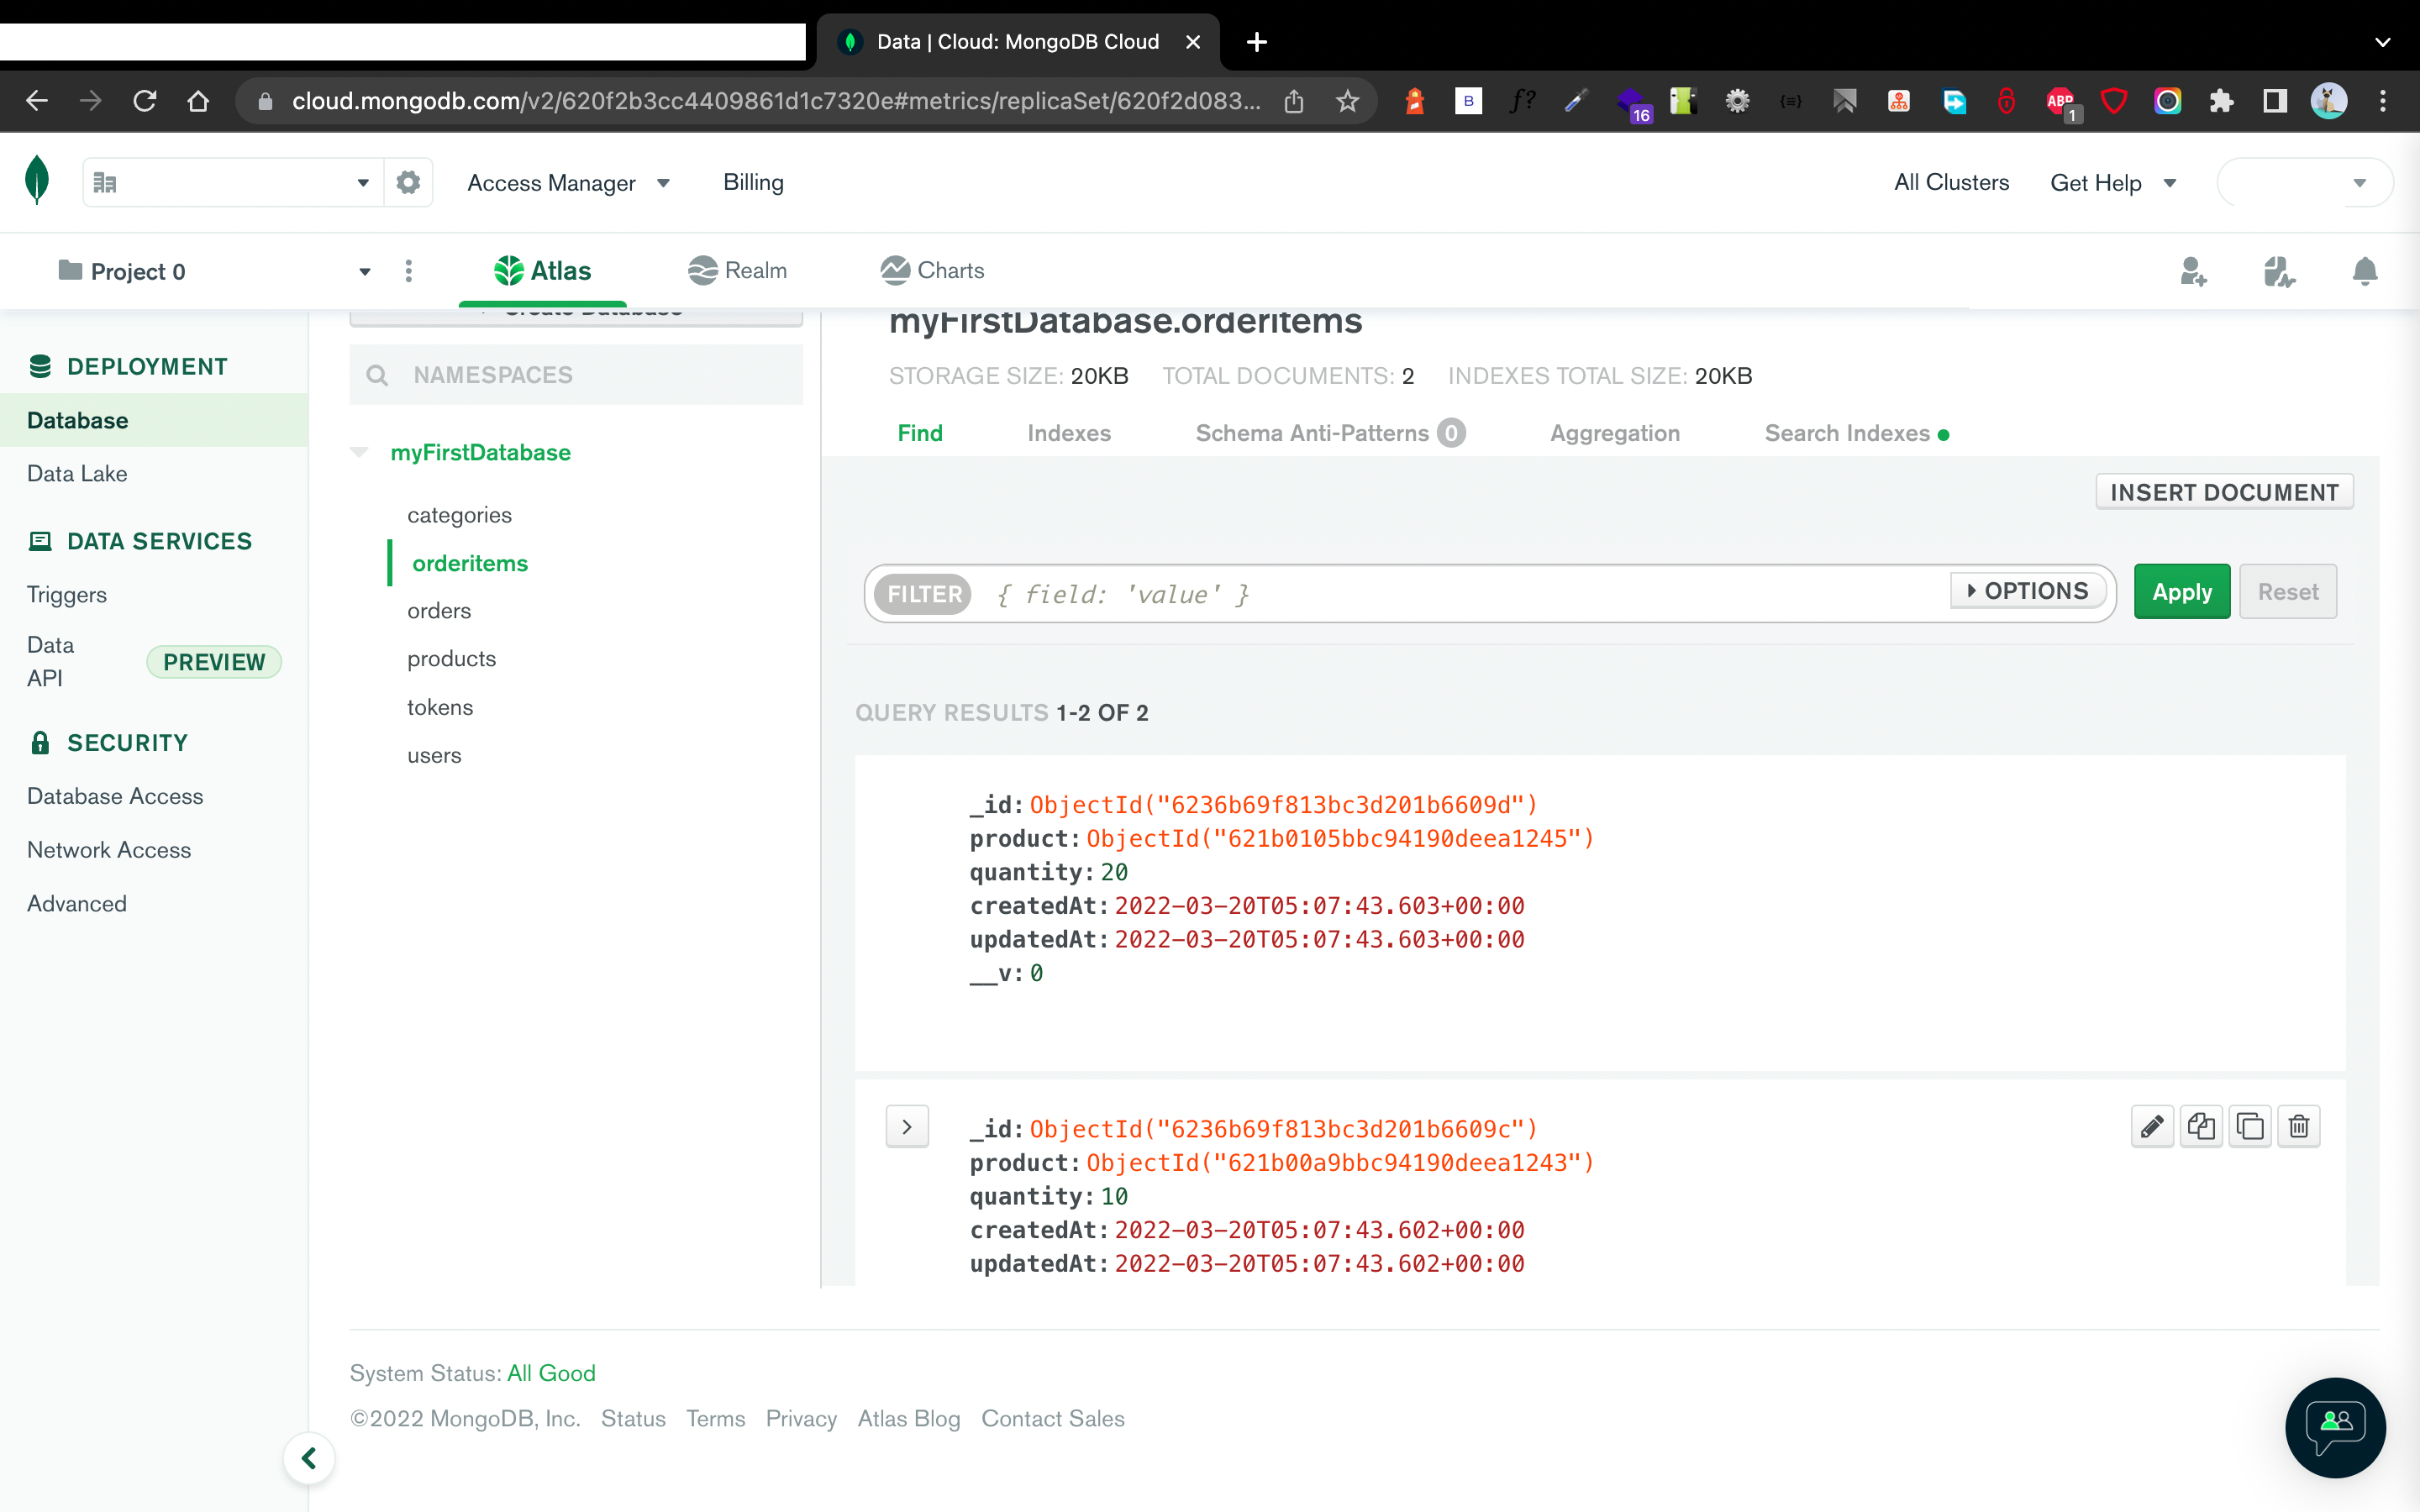 Data | Cloud: MongoDB Cloud
cloud.mongodb.com/v2/620f2b3cc4409861d1c7320e#metrics/replicaSet/620f2d083...
B
f?
16
{≡}
ABP
1
Access Manager
Billing
All Clusters
Get Help
Project 0
Atlas
Realm
Charts
DEPLOYMENT
Database
Data Lake
DATA SERVICES
Triggers
Data
API
PREVIEW
SECURITY
Database Access
Network Access
Advanced
Create Database
NAMESPACES
myFirstDatabase
categories
orderitems
orders
products
tokens
users
myFirstDatabase.orderitems
STORAGE SIZE: 20KB TOTAL DOCUMENTS: 2 INDEXES TOTAL SIZE: 20KB
Find Indexes Schema Anti-Patterns 0 Aggregation Search Indexes
INSERT DOCUMENT
FILTER { field: 'value' } OPTIONS Apply Reset
QUERY RESULTS 1-2 OF 2
_id: ObjectId("6236b69f813bc3d201b6609d")
product: ObjectId("621b0105bbc94190deea1245")
quantity: 20
createdAt: 2022-03-20T05:07:43.603+00:00
updatedAt: 2022-03-20T05:07:43.603+00:00
__v: 0
_id: ObjectId("6236b69f813bc3d201b6609c")
product: ObjectId("621b00a9bbc94190deea1243")
quantity: 10
createdAt: 2022-03-20T05:07:43.602+00:00
updatedAt: 2022-03-20T05:07:43.602+00:00
System Status: All Good
©2022 MongoDB, Inc. Status Terms Privacy Atlas Blog Contact Sales